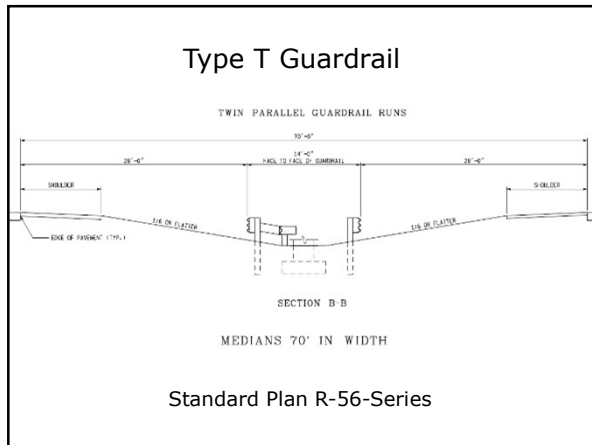 Type T Guardrail
TWIN PARALLEL GUARDRAIL RUNS
70'-0"
28'-0"
14'-0"
FACE TO FACE OF GUARDRAIL
28'-0"
SHOULDER
SHOULDER
1:6 OR FLATTER
1:6 OR FLATTER
EDGE OF PAVEMENT (TYP.)
SECTION B-B
MEDIANS 70' IN WIDTH
Standard Plan R-56-Series